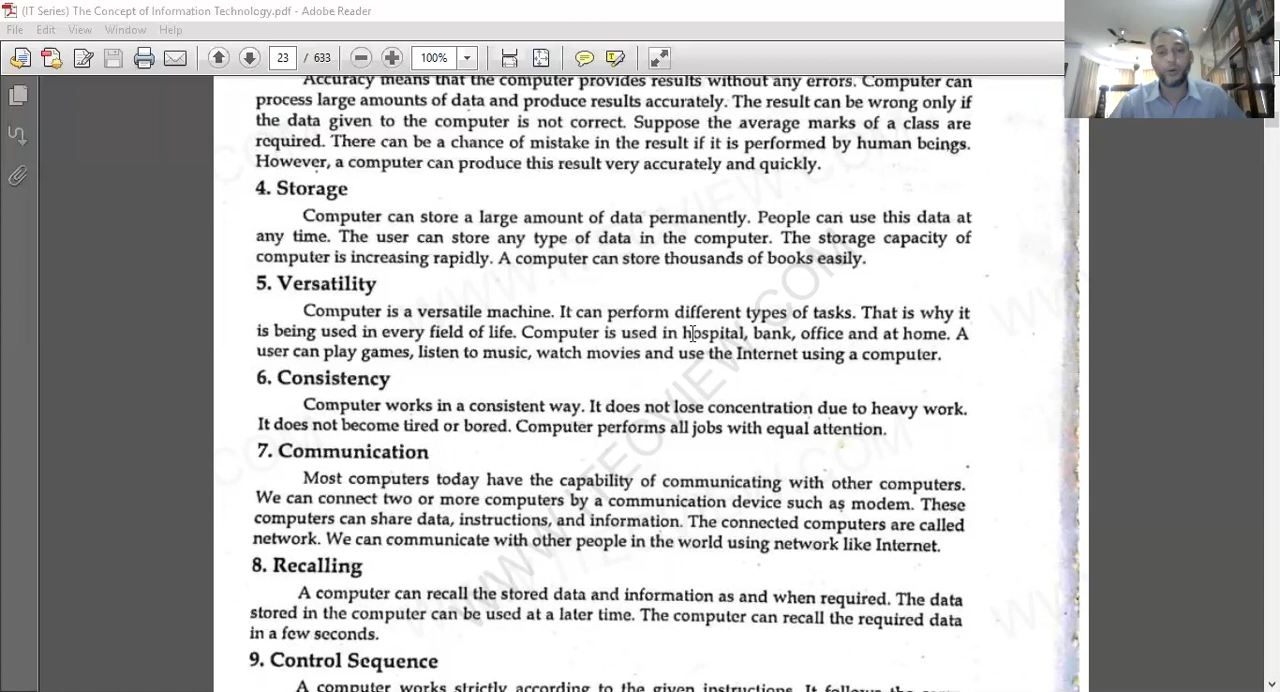 (IT Series) The Concept of Information Technology.pdf - Adobe Reader
File Edit View Window Help
23 / 633 100%
Accuracy means that the computer provides results without any errors. Computer can
process large amounts of data and produce results accurately. The result can be wrong only if
the data given to the computer is not correct. Suppose the average marks of a class are
required. There can be a chance of mistake in the result if it is performed by human beings.
However, a computer can produce this result very accurately and quickly.
4. Storage
Computer can store a large amount of data permanently. People can use this data at
any time. The user can store any type of data in the computer. The storage capacity of
computer is increasing rapidly. A computer can store thousands of books easily.
5. Versatility
Computer is a versatile machine. It can perform different types of tasks. That is why it
is being used in every field of life. Computer is used in hospital, bank, office and at home. A
user can play games, listen to music, watch movies and use the Internet using a computer.
6. Consistency
Computer works in a consistent way. It does not lose concentration due to heavy work.
It does not become tired or bored. Computer performs all jobs with equal attention.
7. Communication
Most computers today have the capability of communicating with other computers.
We can connect two or more computers by a communication device such as modem. These
computers can share data, instructions, and information. The connected computers are called
network. We can communicate with other people in the world using network like Internet.
8. Recalling
A computer can recall the stored data and information as and when required. The data
stored in the computer can be used at a later time. The computer can recall the required data
in a few seconds.
9. Control Sequence
A computer works strictly according to the given instructions. It follows the
WWW.ITEOVIEW.COM